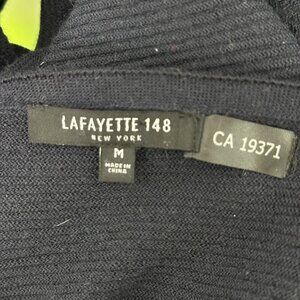 LAFAYETTE 148
NEW YORK
M
MADE IN
CHINA
CA 19371